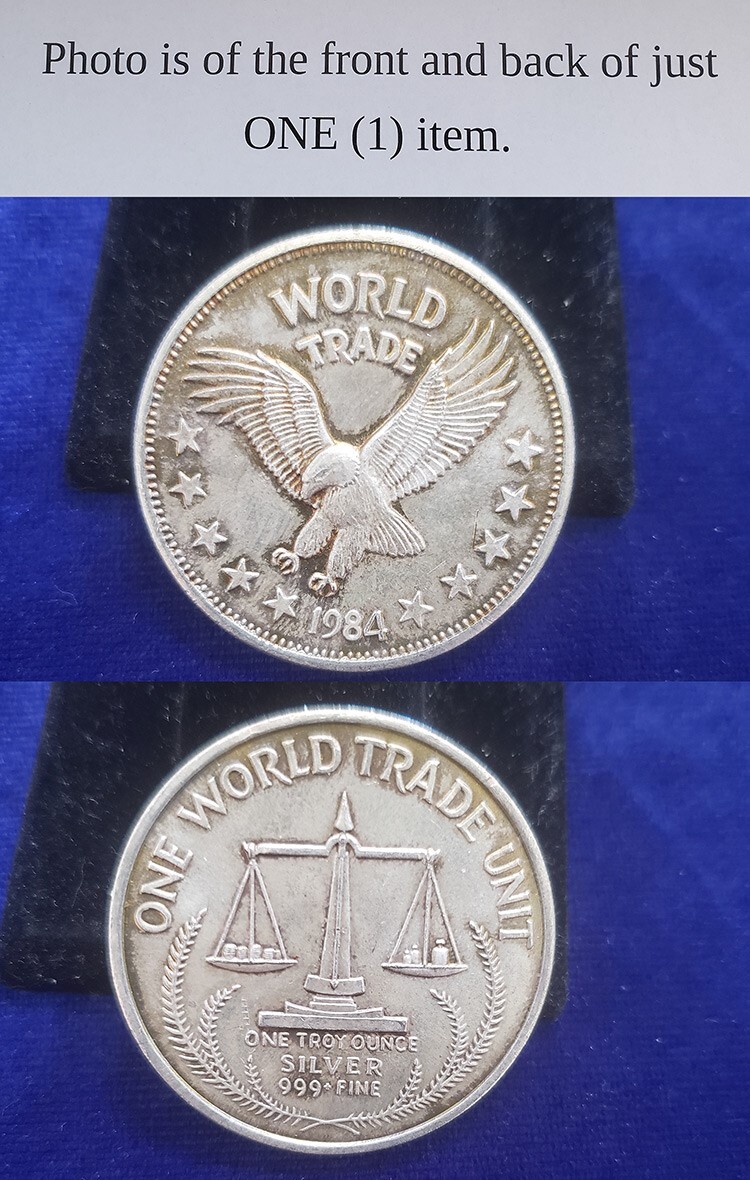 Photo is of the front and back of just
ONE (1) item.
WORLD
TRADE
1984
ONE WORLD TRADE UNIT
ONE TROY OUNCE
SILVER
999+ FINE